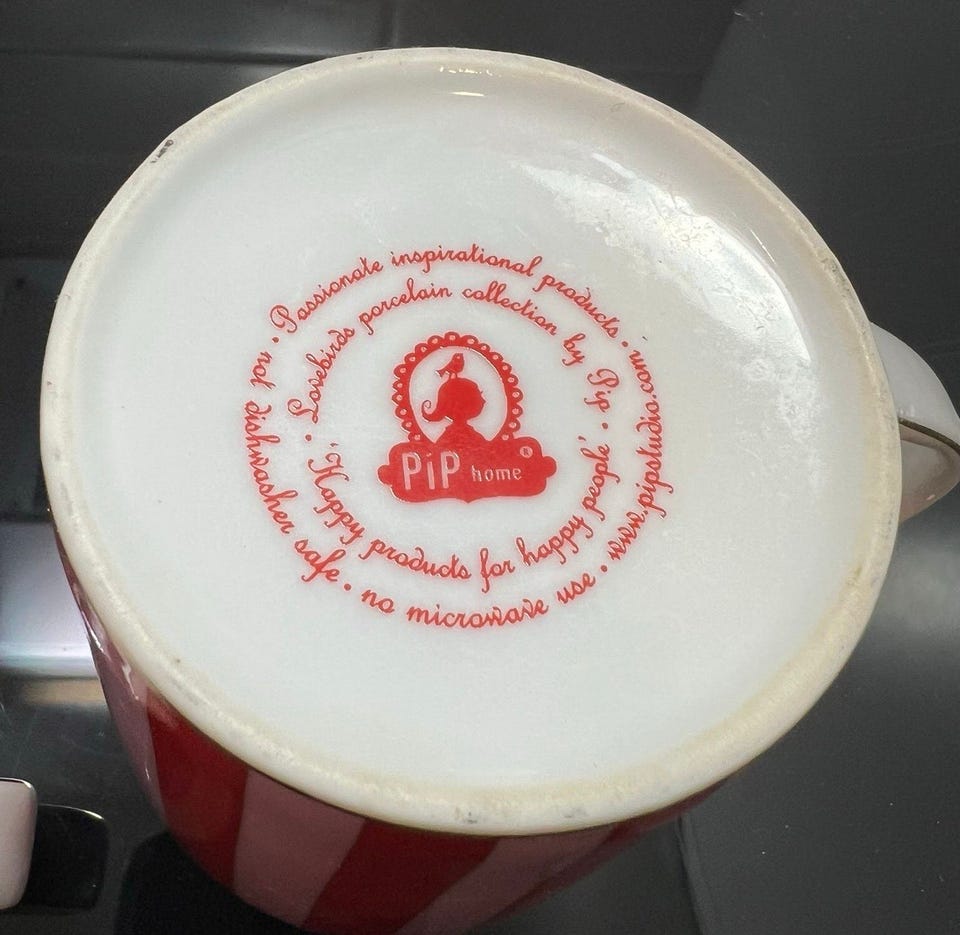 Passionate inspirational products ·
not dishwasher safe · no microwave use · www.pipstudio.com ·
Lovebirds porcelain collection by Pip ·
'Happy products for happy people'
PiP home ®